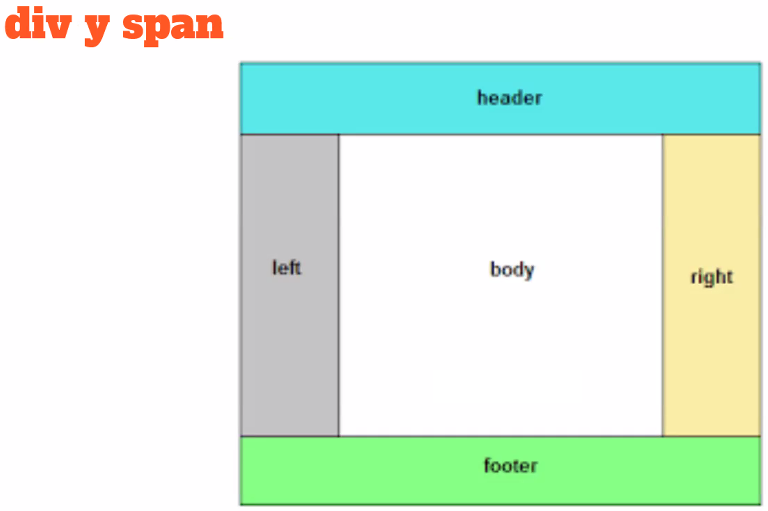 div y span
header
left
body
right
footer